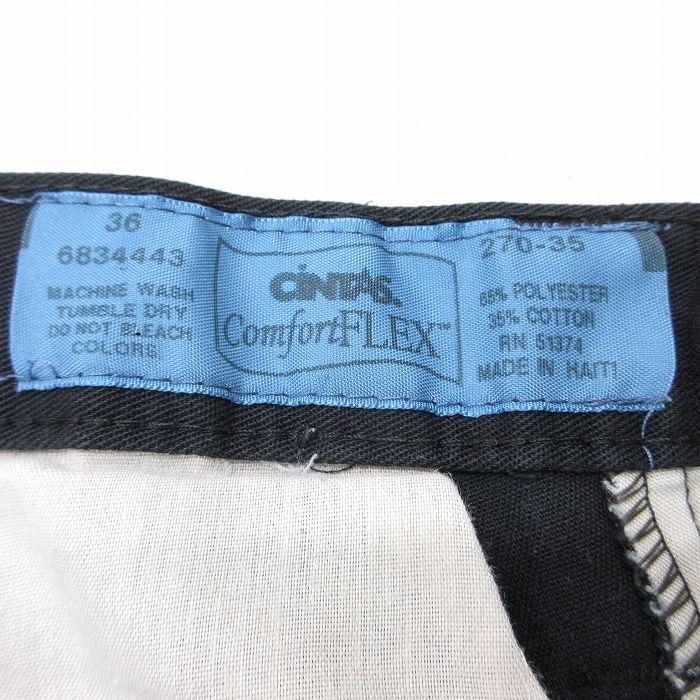 36
6834443
MACHINE WASH
TUMBLE DRY
DO NOT BLEACH
COLORS
CiNTAS.
ComfortFLEX™
270-35
65% POLYESTER
35% COTTON
RN 51374
MADE IN HAITI